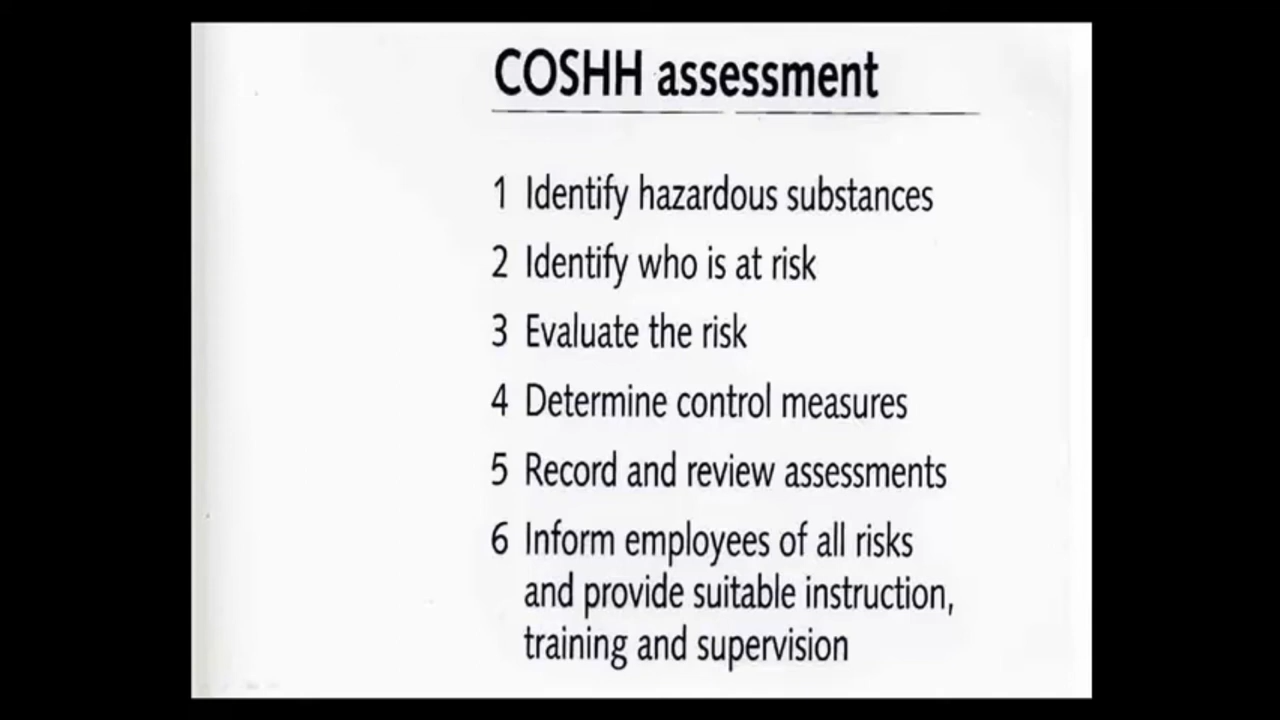 COSHH assessment
1 Identify hazardous substances
2 Identify who is at risk
3 Evaluate the risk
4 Determine control measures
5 Record and review assessments
6 Inform employees of all risks
and provide suitable instruction,
training and supervision